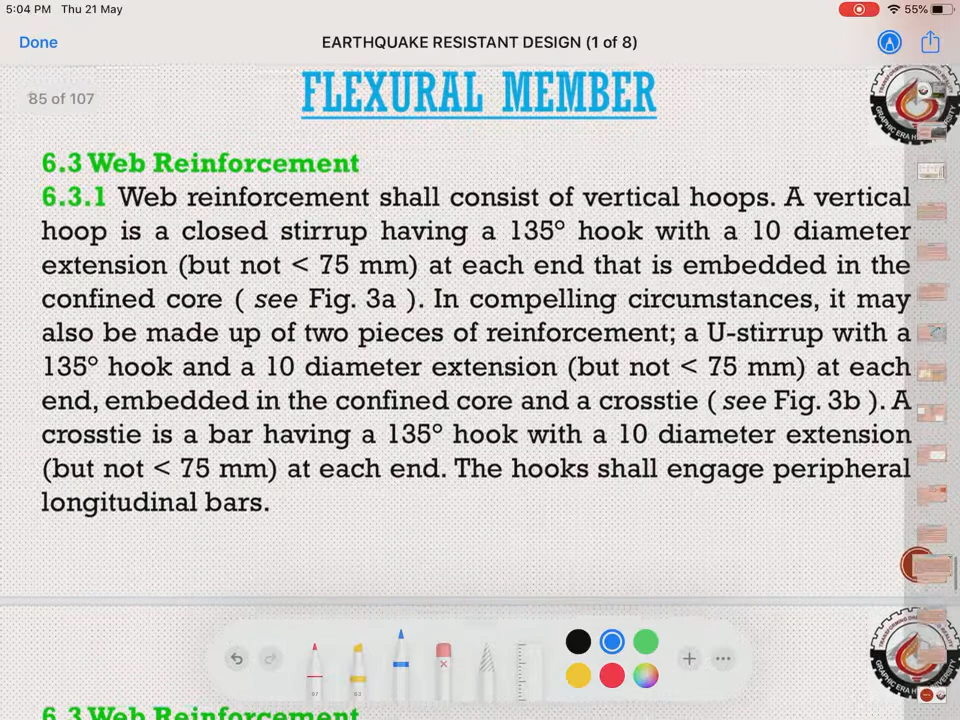 5:04 PM Thu 21 May
55%
Done
EARTHQUAKE RESISTANT DESIGN (1 of 8)
85 of 107
FLEXURAL MEMBER
6.3 Web Reinforcement
6.3.1 Web reinforcement shall consist of vertical hoops. A vertical
hoop is a closed stirrup having a 135° hook with a 10 diameter
extension (but not < 75 mm) at each end that is embedded in the
confined core ( see Fig. 3a ). In compelling circumstances, it may
also be made up of two pieces of reinforcement; a U-stirrup with a
135° hook and a 10 diameter extension (but not < 75 mm) at each
end, embedded in the confined core and a crosstie ( see Fig. 3b ). A
crosstie is a bar having a 135° hook with a 10 diameter extension
(but not < 75 mm) at each end. The hooks shall engage peripheral
longitudinal bars.
6.3 Web Reinforcement